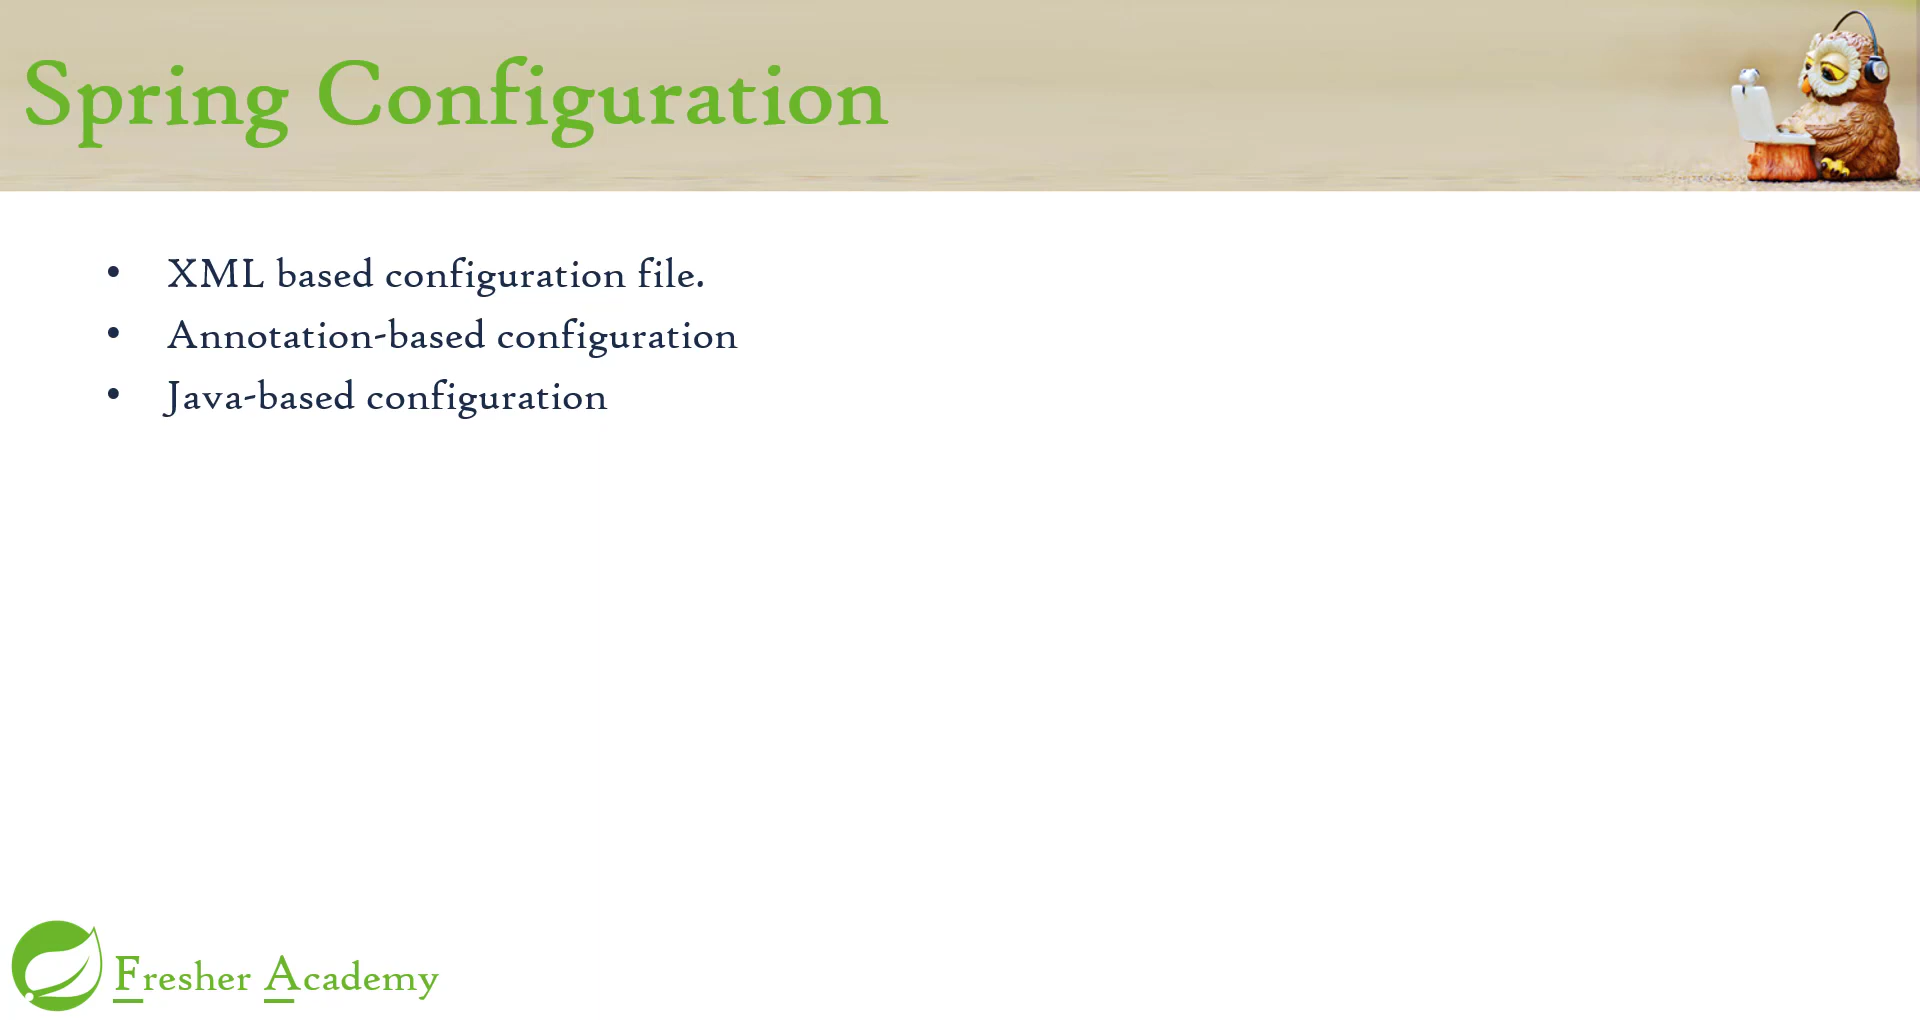 Spring Configuration
• XML based configuration file.
• Annotation-based configuration
• Java-based configuration
Fresher Academy